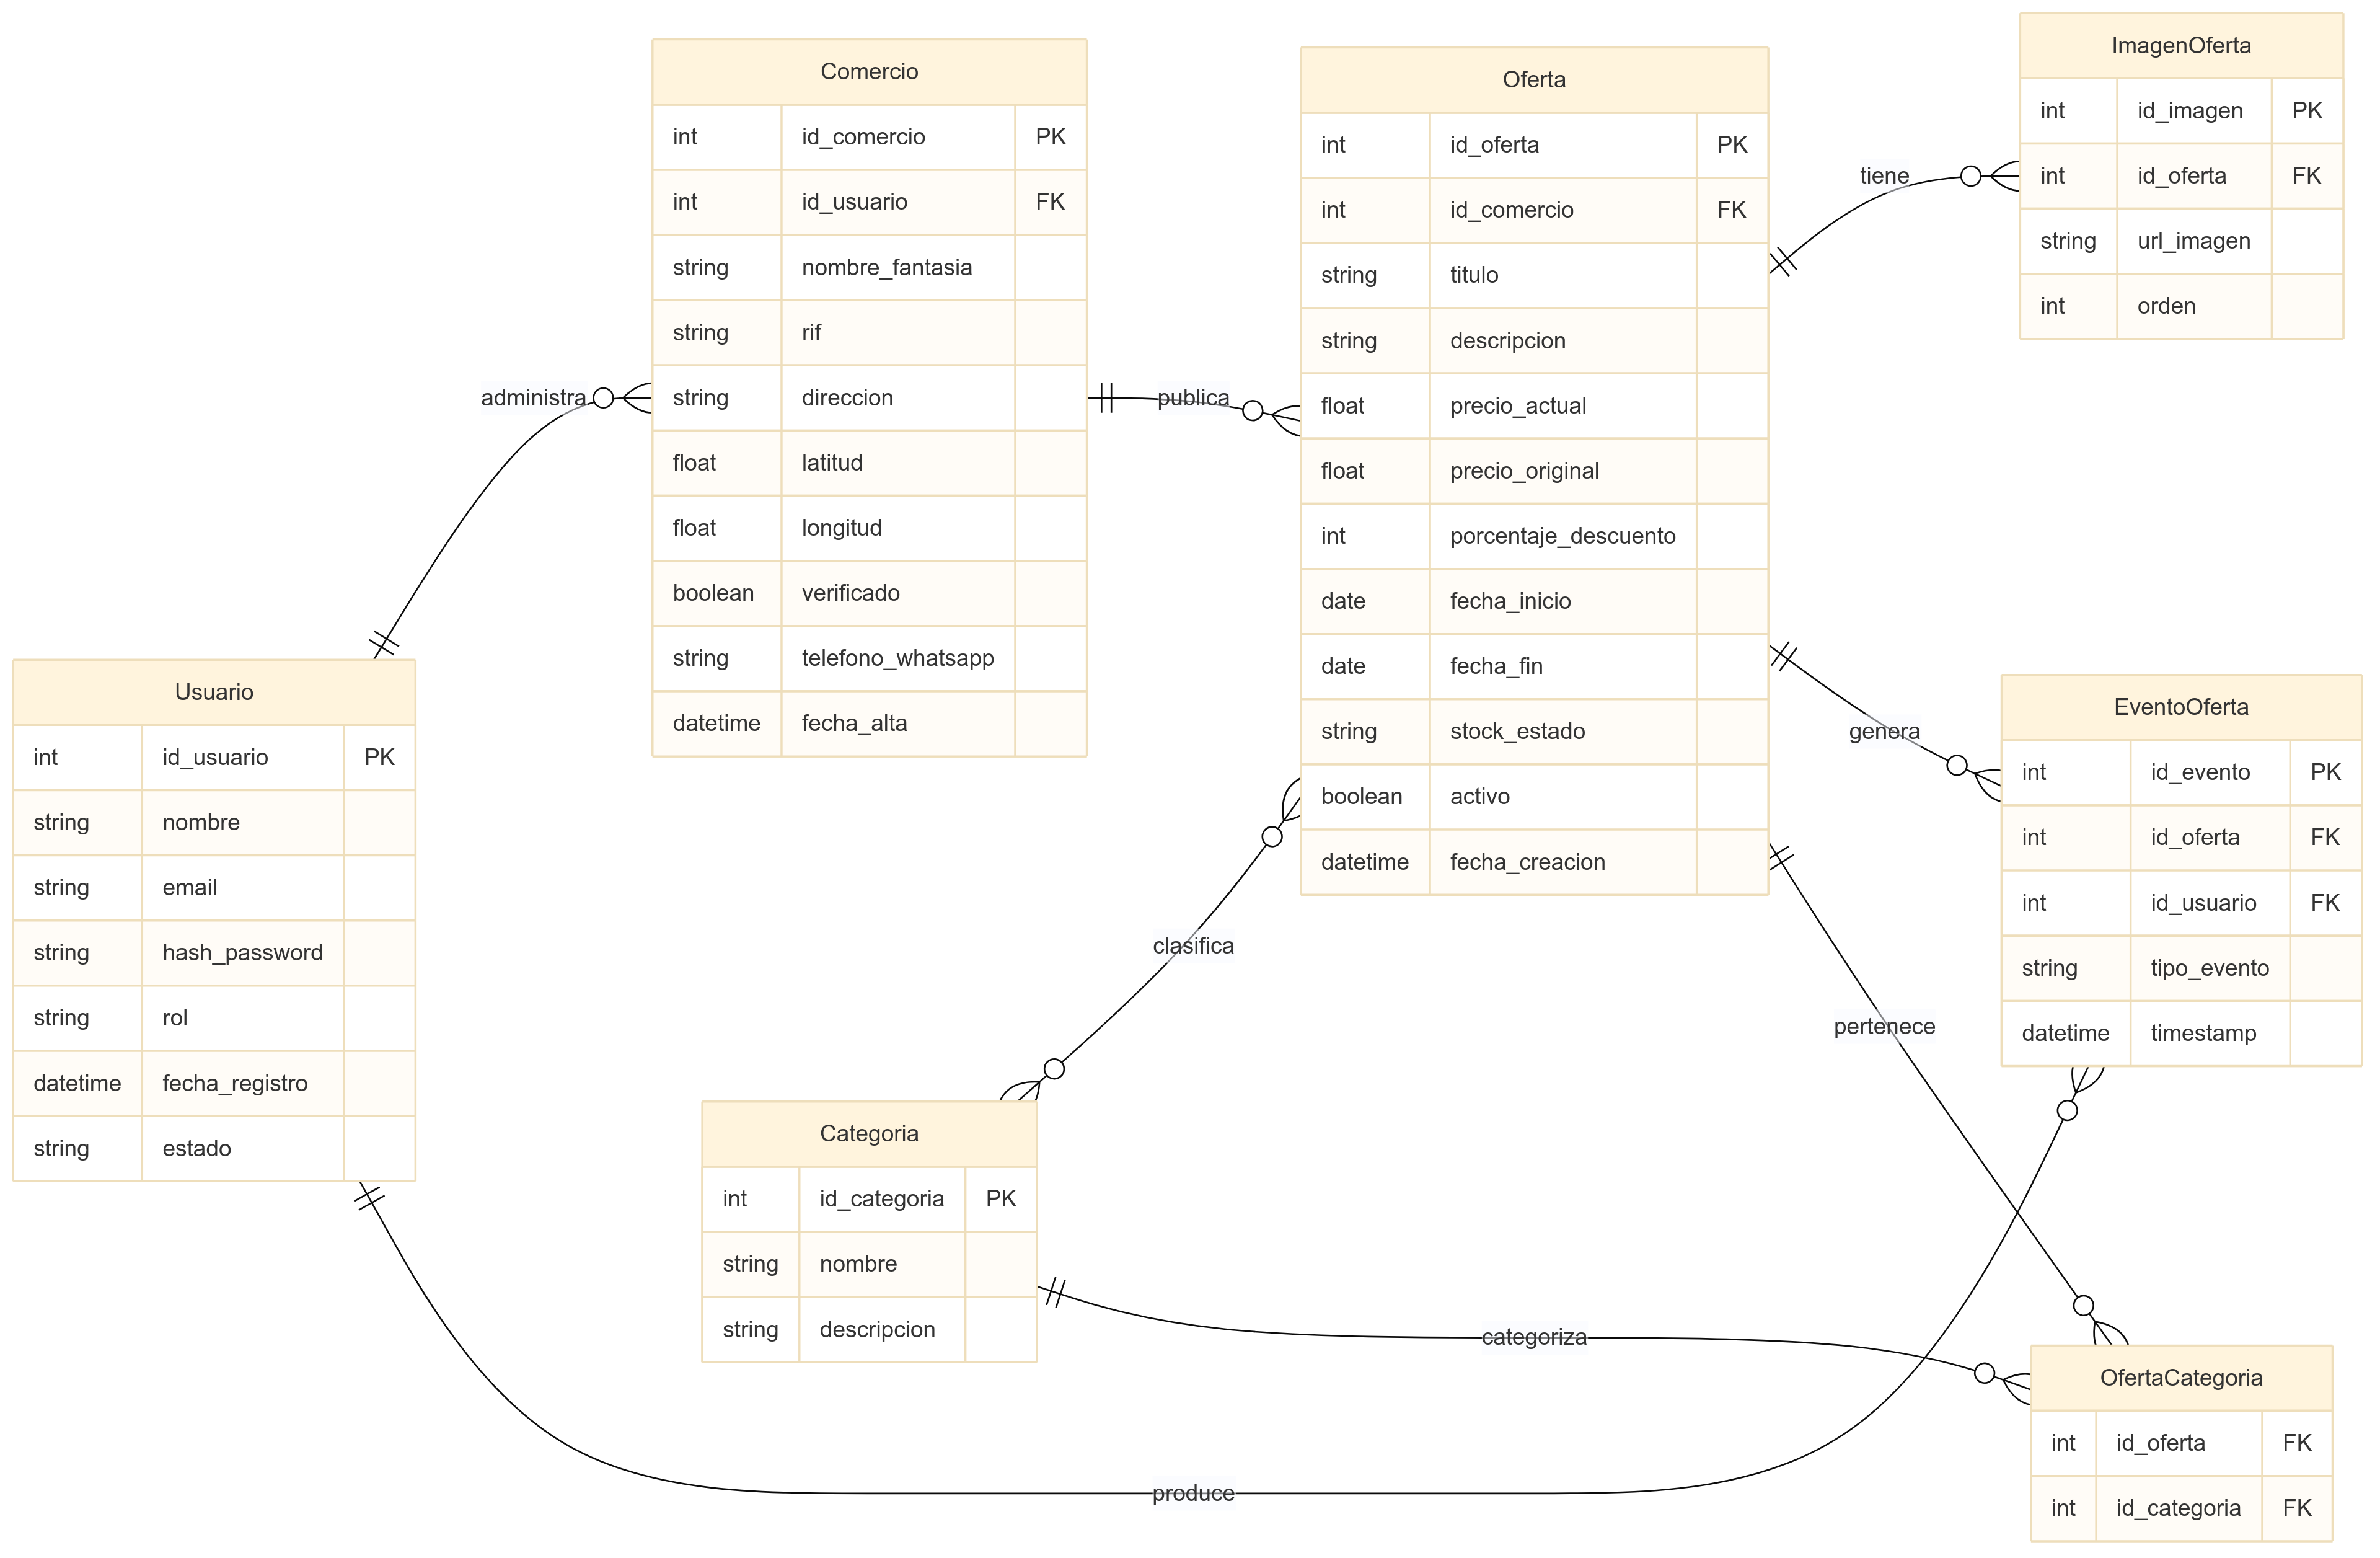 Comercio
int id_comercio PK
int id_usuario FK
string nombre_fantasia
string rif
string direccion
float latitud
float longitud
boolean verificado
string telefono_whatsapp
datetime fecha_alta
Oferta
int id_oferta PK
int id_comercio FK
string titulo
string descripcion
float precio_actual
float precio_original
int porcentaje_descuento
date fecha_inicio
date fecha_fin
string stock_estado
boolean activo
datetime fecha_creacion
ImagenOferta
int id_imagen PK
int id_oferta FK
string url_imagen
int orden
tiene
administra
publica
Usuario
int id_usuario PK
string nombre
string email
string hash_password
string rol
datetime fecha_registro
string estado
genera
EventoOferta
int id_evento PK
int id_oferta FK
int id_usuario FK
string tipo_evento
datetime timestamp
clasifica
pertenece
Categoria
int id_categoria PK
string nombre
string descripcion
categoriza
OfertaCategoria
int id_oferta FK
int id_categoria FK
produce